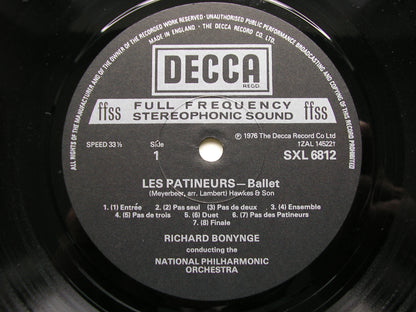 ALL RIGHTS OF THE MANUFACTURER AND OF THE OWNER OF THE RECORDED WORK RESERVED • UNAUTHORISED PUBLIC PERFORMANCE BROADCASTING AND COPYING OF THIS RECORD PROHIBITED
MADE IN ENGLAND • THE DECCA RECORD CO. LTD.
DECCA
REGD.
ffss FULL FREQUENCY ffss
STEREOPHONIC SOUND
℗ 1976 The Decca Record Co Ltd
SPEED 33⅓ Side 1ZAL 14522
1 SXL 6812
LES PATINEURS—Ballet
(Meyerbeer, arr. Lambert) Hawkes & Son
1. (1) Entrée 2. (2) Pas seul (3) Pas de deux 3. (4) Ensemble
4. (5) Pas de trois 5. (6) Duet 6. (7) Pas des Patineurs
7. (8) Finale
RICHARD BONYNGE
conducting the
NATIONAL PHILHARMONIC
ORCHESTRA